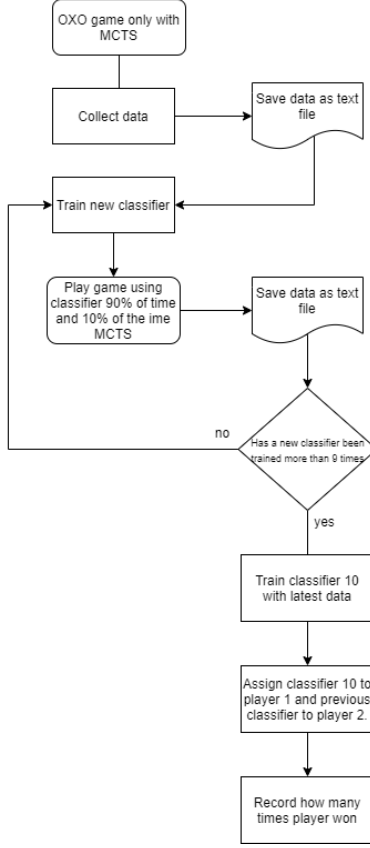 OXO game only with
MCTS
Collect data
Save data as text
file
Train new classifier
Play game using
classifier 90% of time
and 10% of the ime
MCTS
Save data as text
file
no
Has a new classifier been
trained more than 9 times
yes
Train classifier 10
with latest data
Assign classifier 10 to
player 1 and previous
classifier to player 2.
Record how many
times player won